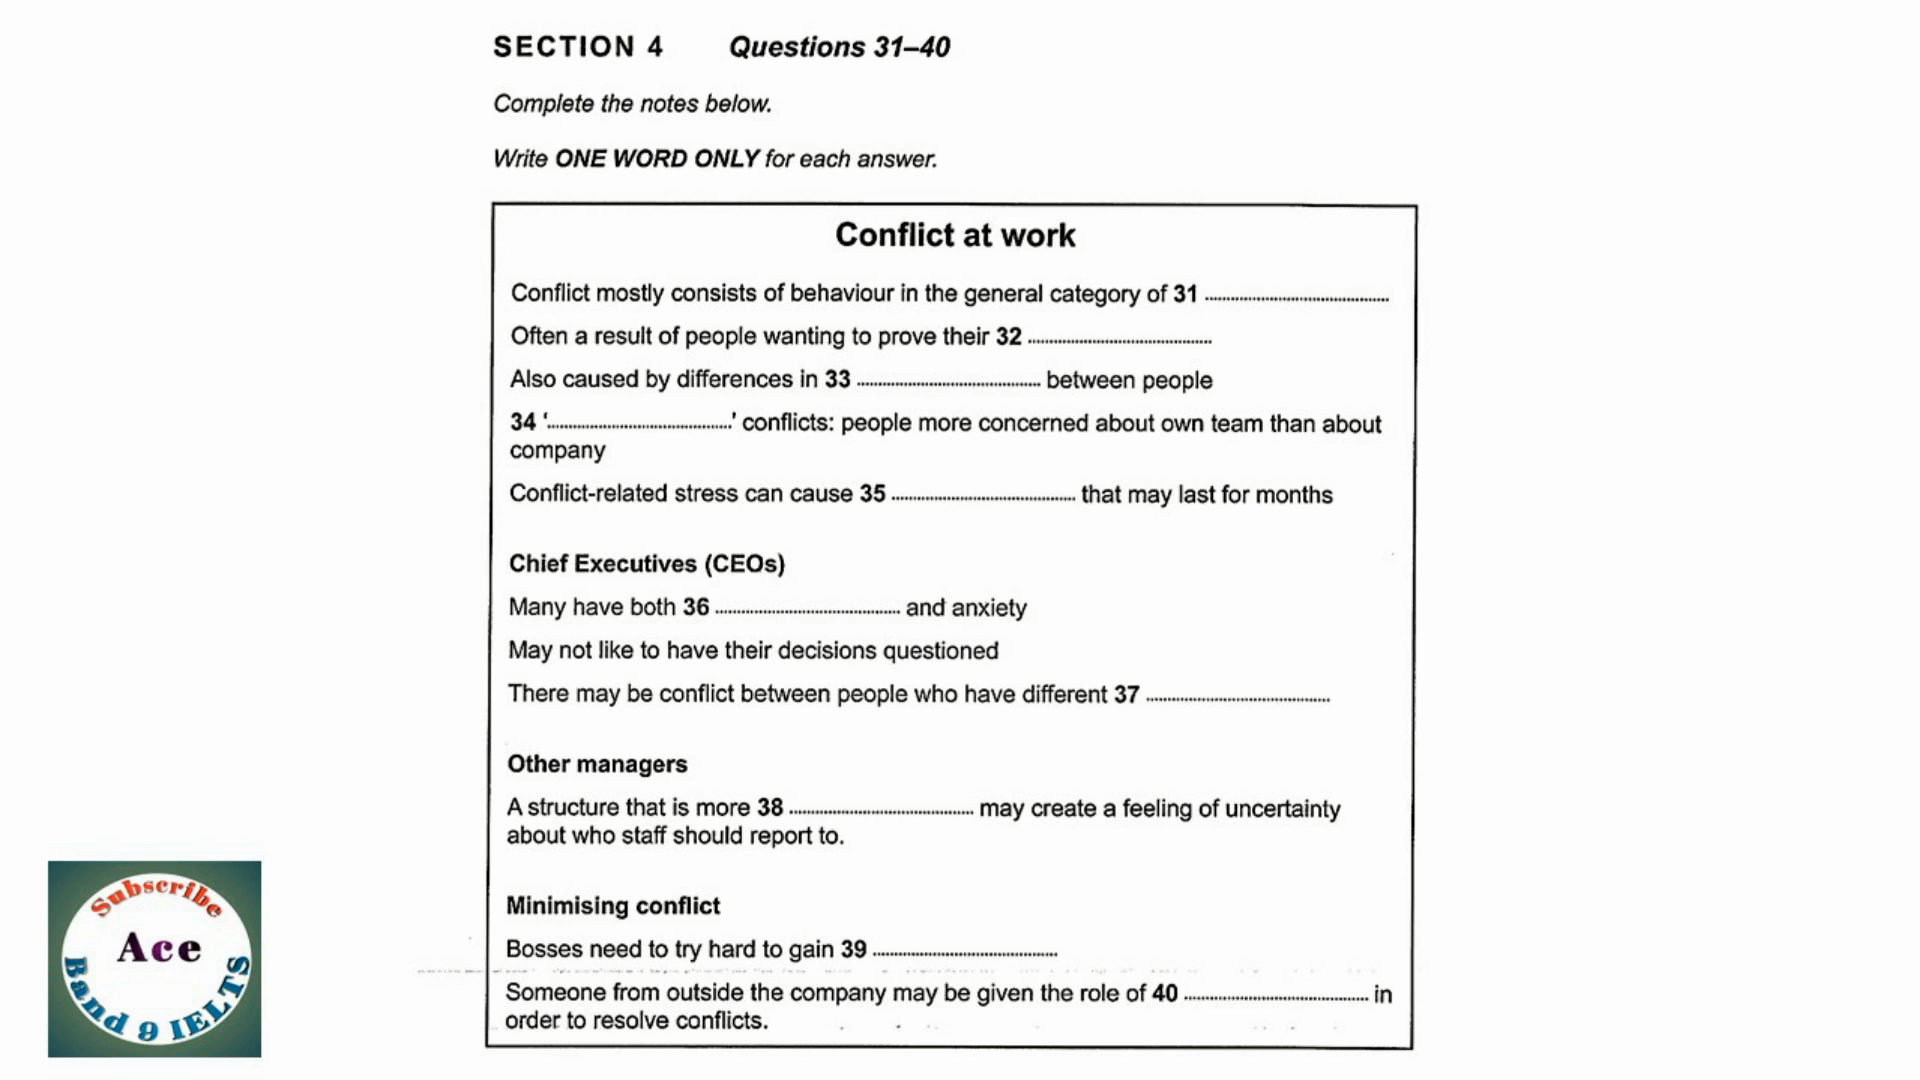 SECTION 4 Questions 31–40
Complete the notes below.
Write ONE WORD ONLY for each answer.
Conflict at work
Conflict mostly consists of behaviour in the general category of 31 ........................................
Often a result of people wanting to prove their 32 ........................................
Also caused by differences in 33 ........................................ between people
34 ‘........................................’ conflicts: people more concerned about own team than about
company
Conflict-related stress can cause 35 ........................................ that may last for months
Chief Executives (CEOs)
Many have both 36 ........................................ and anxiety
May not like to have their decisions questioned
There may be conflict between people who have different 37 ........................................
Other managers
A structure that is more 38 ........................................ may create a feeling of uncertainty
about who staff should report to.
Minimising conflict
Bosses need to try hard to gain 39 ........................................
Someone from outside the company may be given the role of 40 ........................................ in
order to resolve conflicts.
Subscribe
Ace
Band 9 IELTS